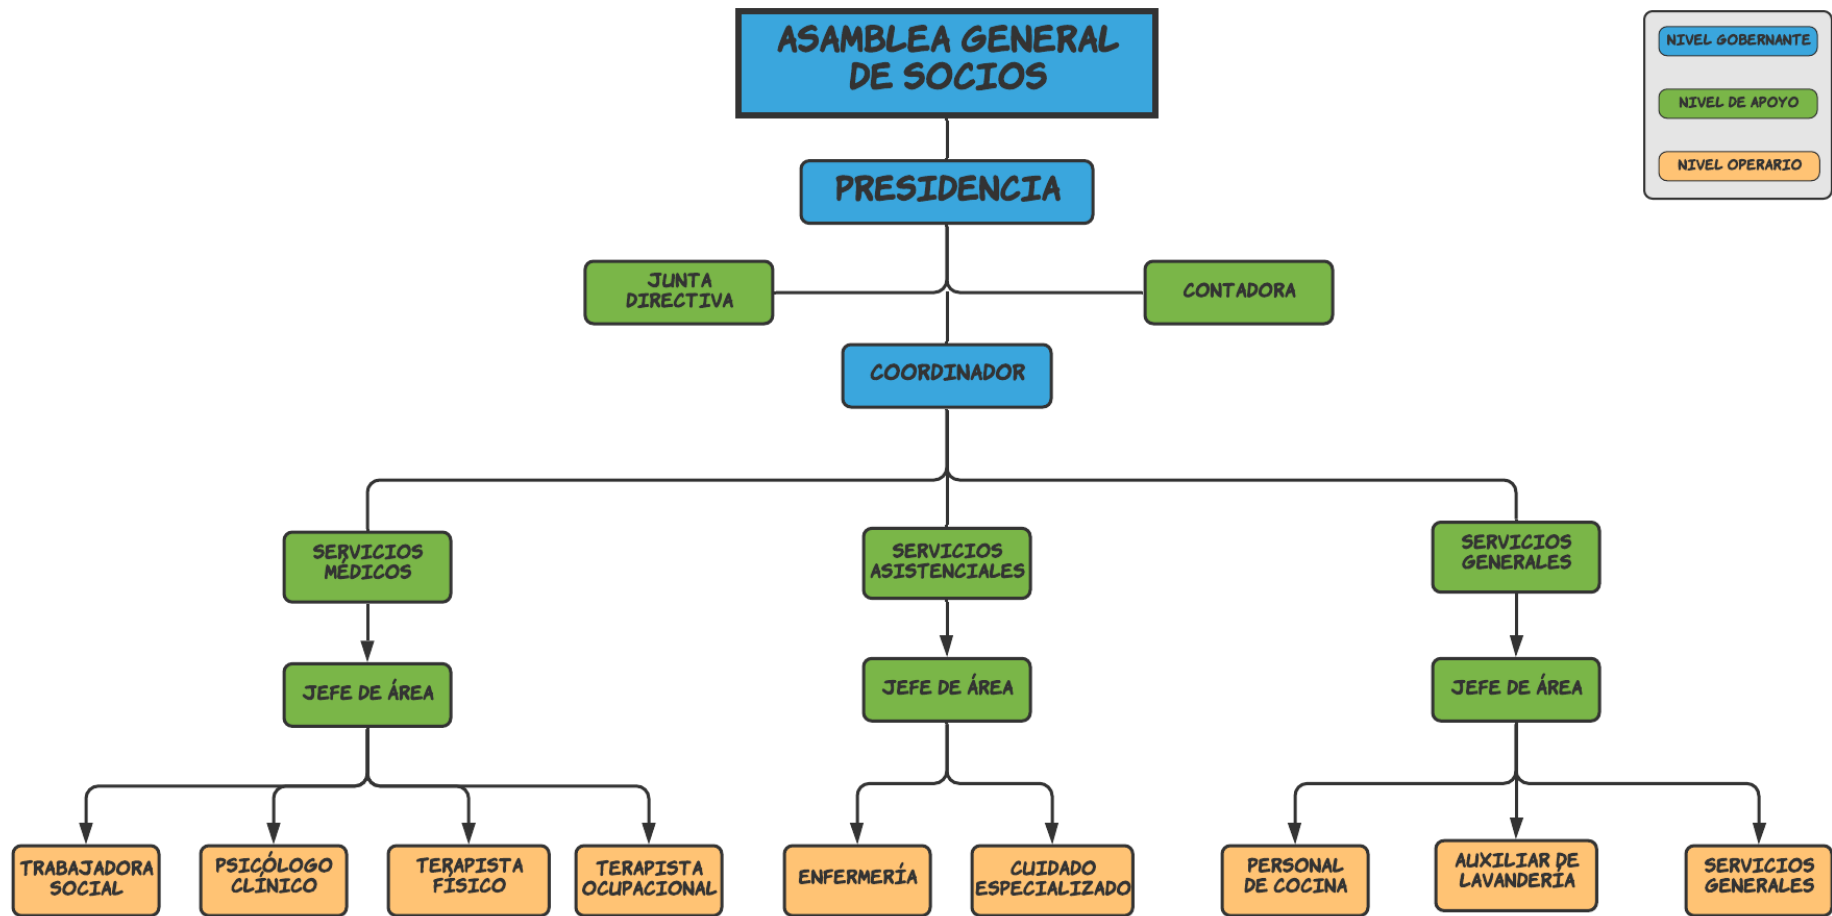 ASAMBLEA GENERAL
DE SOCIOS
NIVEL GOBERNANTE
NIVEL DE APOYO
NIVEL OPERARIO
PRESIDENCIA
JUNTA
DIRECTIVA
CONTADORA
COORDINADOR
SERVICIOS
MÉDICOS
SERVICIOS
ASISTENCIALES
SERVICIOS
GENERALES
JEFE DE ÁREA
JEFE DE ÁREA
JEFE DE ÁREA
TRABAJADORA
SOCIAL
PSICÓLOGO
CLÍNICO
TERAPISTA
FÍSICO
TERAPISTA
OCUPACIONAL
ENFERMERÍA
CUIDADO
ESPECIALIZADO
PERSONAL
DE COCINA
AUXILIAR DE
LAVANDERÍA
SERVICIOS
GENERALES